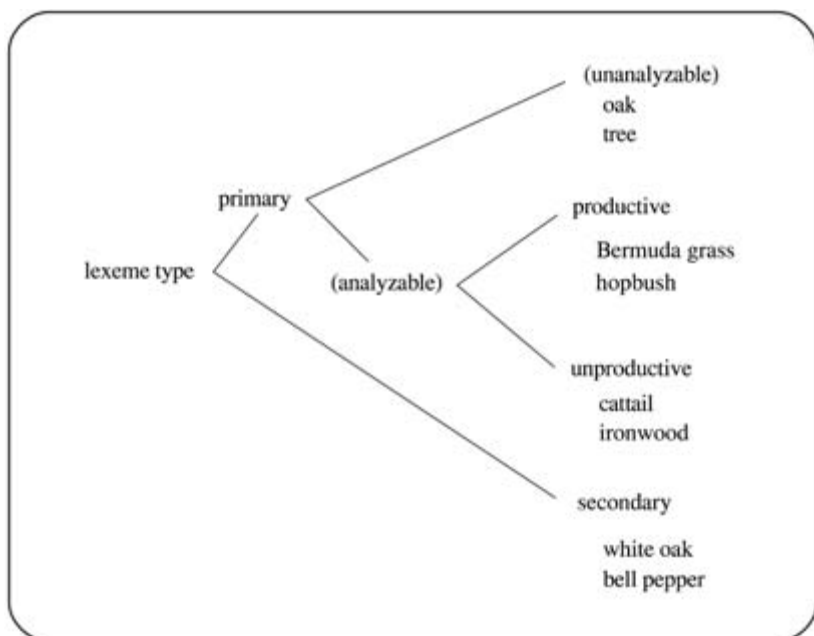 (unanalyzable)
oak
tree
primary
productive
Bermuda grass
lexeme type
(analyzable)
hopbush
unproductive
cattail
ironwood
secondary
white oak
bell pepper